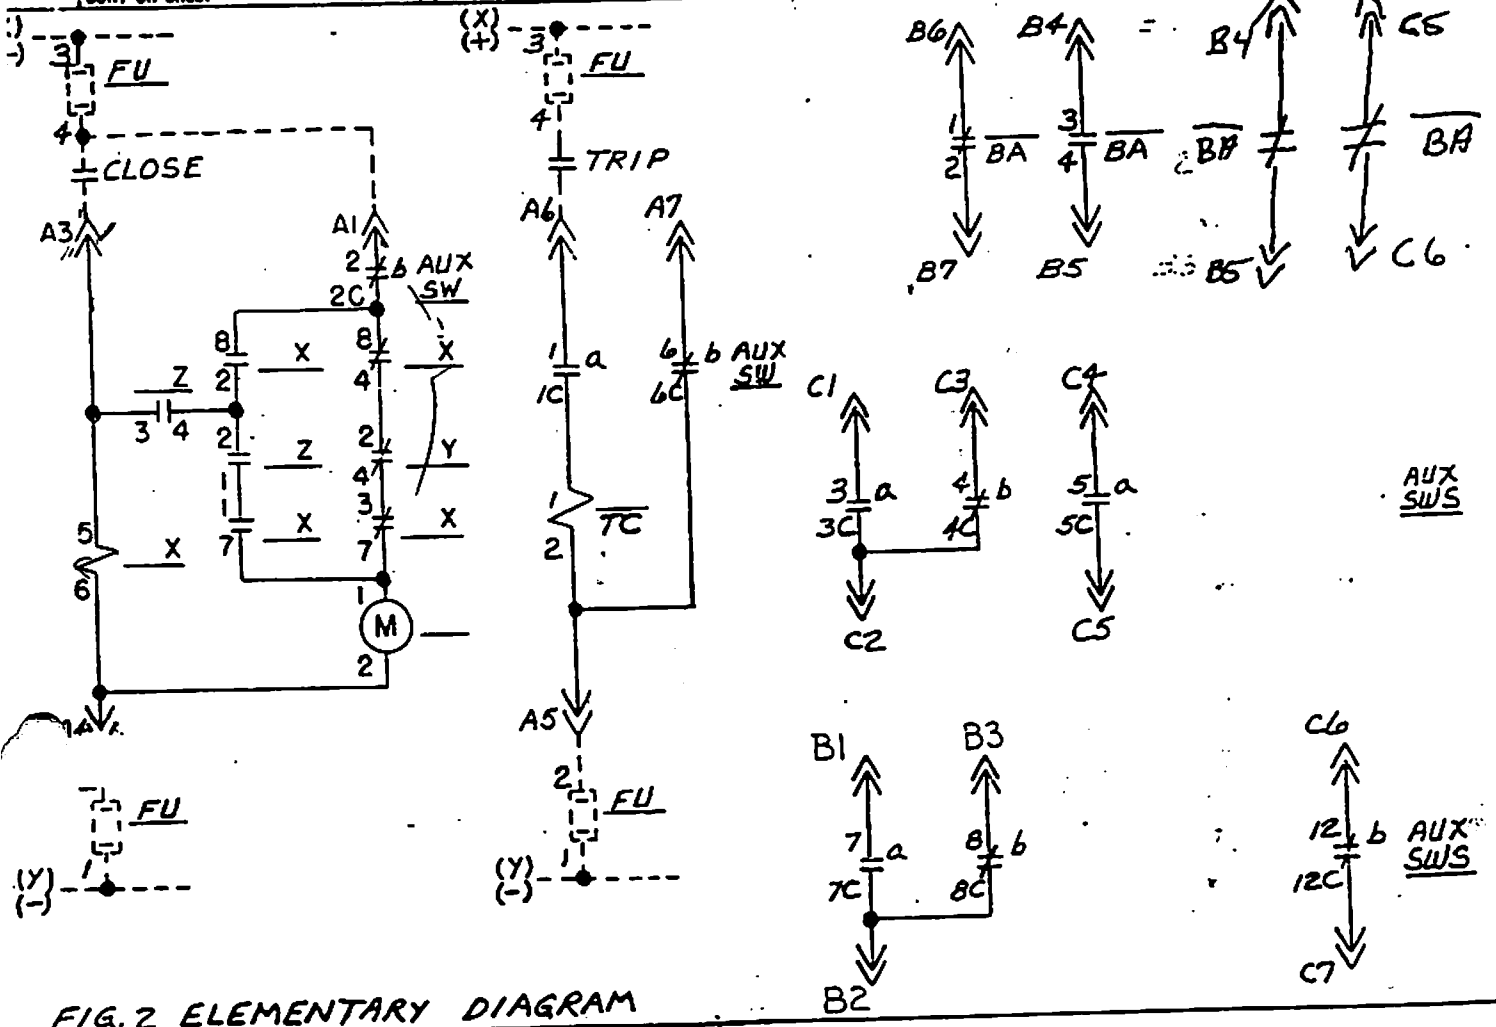 (X)
(+)
3
FU
4
CLOSE
A3
A1
2
b
AUX
SW
2C
8
X
2
8
X
4
Z
3
4
2
Z
1
X
7
2
Y
4
3
X
7
5
X
6
1
M
2
FU
1
(Y)
(-)
3
FU
4
TRIP
A6
A7
1
a
1C
6
b
AUX
SW
6C
1
TC
2
A5
2
FU
1
(Y)
(-)
B6
B4
=
B4
C5
1
BA
2
3
BA
4
BA
BA
B7
B5
B5
C6
C1
C3
C4
3
a
3C
4
b
4C
5
a
5C
AUX
SWS
C2
C5
B1
B3
C6
7
a
7C
8
b
8C
12
b
12C
AUX
SWS
B2
C7
FIG. 2 ELEMENTARY DIAGRAM